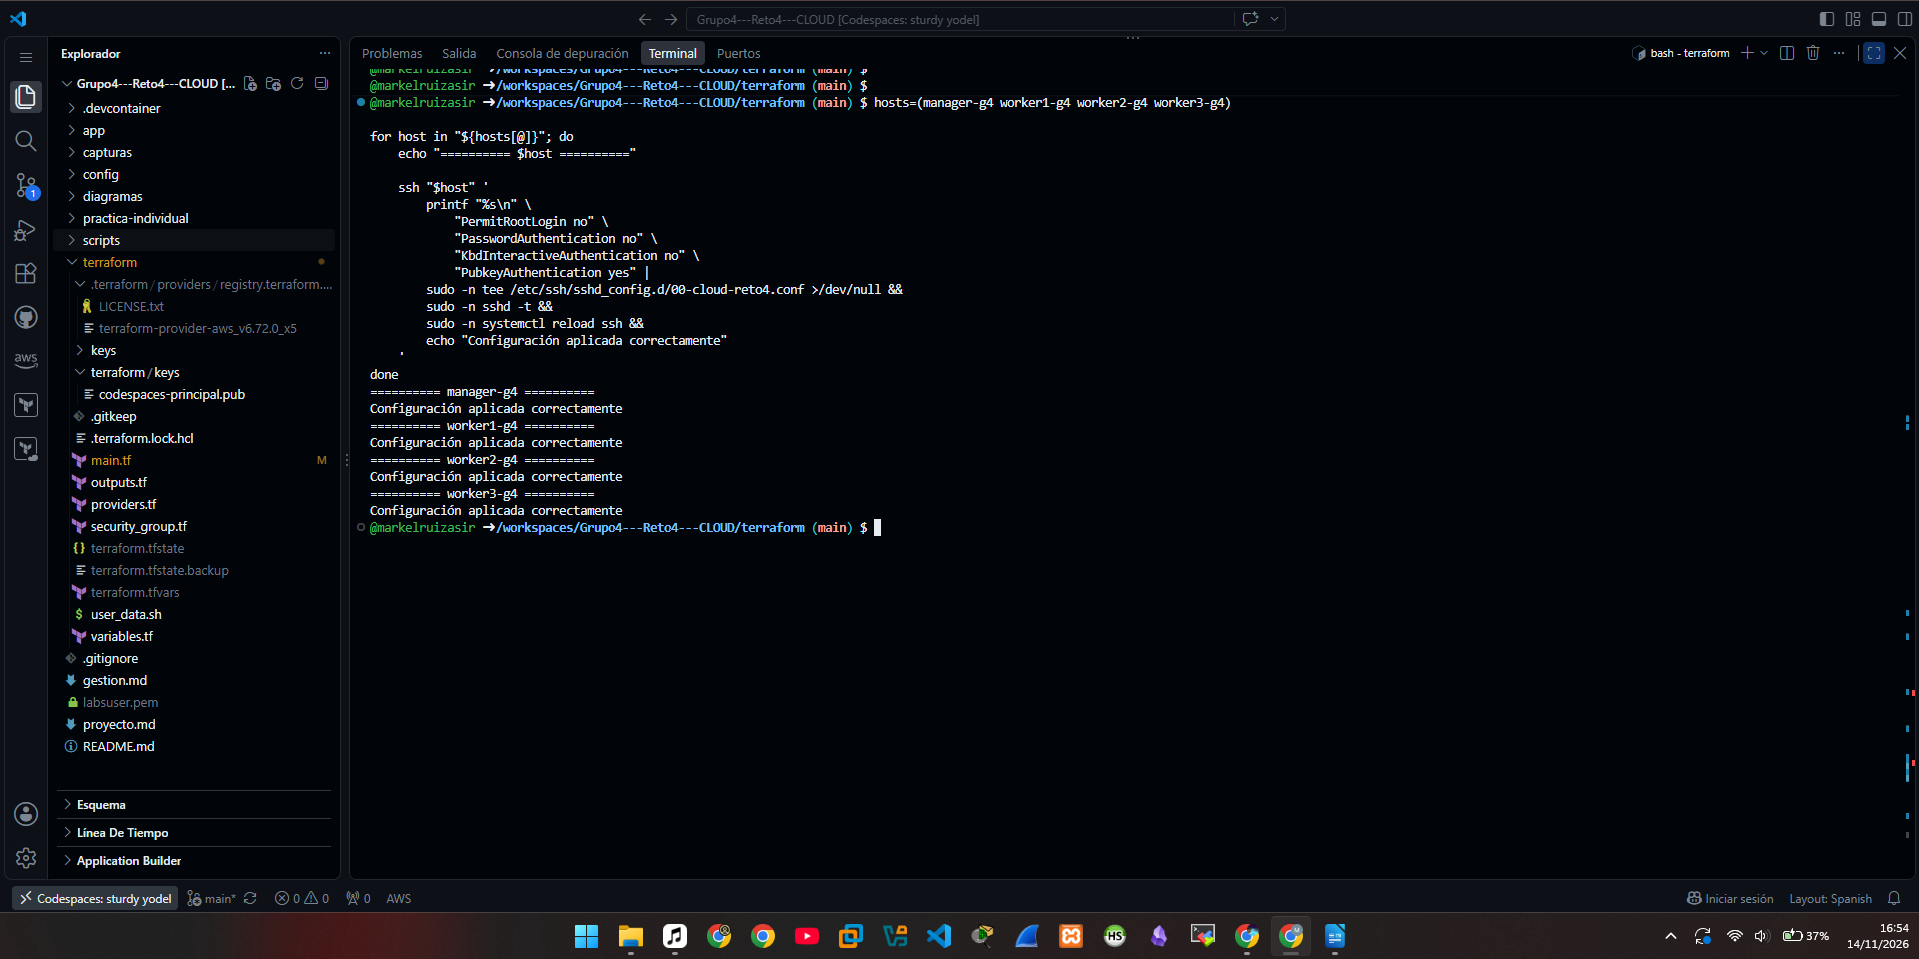 Grupo4---Reto4---CLOUD [Codespaces: sturdy yodel]
Explorador
Problemas Salida Consola de depuración Terminal Puertos
bash - terraform
Grupo4---Reto4---CLOUD [...
.devcontainer
app
capturas
config
diagramas
practica-individual
scripts
terraform
.terraform / providers / registry.terraform....
LICENSE.txt
terraform-provider-aws_v6.72.0_x5
keys
terraform / keys
codespaces-principal.pub
.gitkeep
.terraform.lock.hcl
main.tf M
outputs.tf
providers.tf
security_group.tf
terraform.tfstate
terraform.tfstate.backup
terraform.tfvars
user_data.sh
variables.tf
.gitignore
gestion.md
labsuser.pem
proyecto.md
README.md
Esquema
Línea De Tiempo
Application Builder
1
aws
@markelruizasir ➜/workspaces/Grupo4---Reto4---CLOUD/terraform (main) $
@markelruizasir ➜/workspaces/Grupo4---Reto4---CLOUD/terraform (main) $
@markelruizasir ➜/workspaces/Grupo4---Reto4---CLOUD/terraform (main) $ hosts=(manager-g4 worker1-g4 worker2-g4 worker3-g4)
for host in "${hosts[@]}"; do
echo "========== $host =========="
ssh "$host" '
printf "%s\n" \
"PermitRootLogin no" \
"PasswordAuthentication no" \
"KbdInteractiveAuthentication no" \
"PubkeyAuthentication yes" |
sudo -n tee /etc/ssh/sshd_config.d/00-cloud-reto4.conf >/dev/null &&
sudo -n sshd -t &&
sudo -n systemctl reload ssh &&
echo "Configuración aplicada correctamente"
'
done
========== manager-g4 ==========
Configuración aplicada correctamente
========== worker1-g4 ==========
Configuración aplicada correctamente
========== worker2-g4 ==========
Configuración aplicada correctamente
========== worker3-g4 ==========
Configuración aplicada correctamente
@markelruizasir ➜/workspaces/Grupo4---Reto4---CLOUD/terraform (main) $
Codespaces: sturdy yodel main* 0 0 0 AWS
Iniciar sesión Layout: Spanish
HS
37%
16:54
14/11/2026